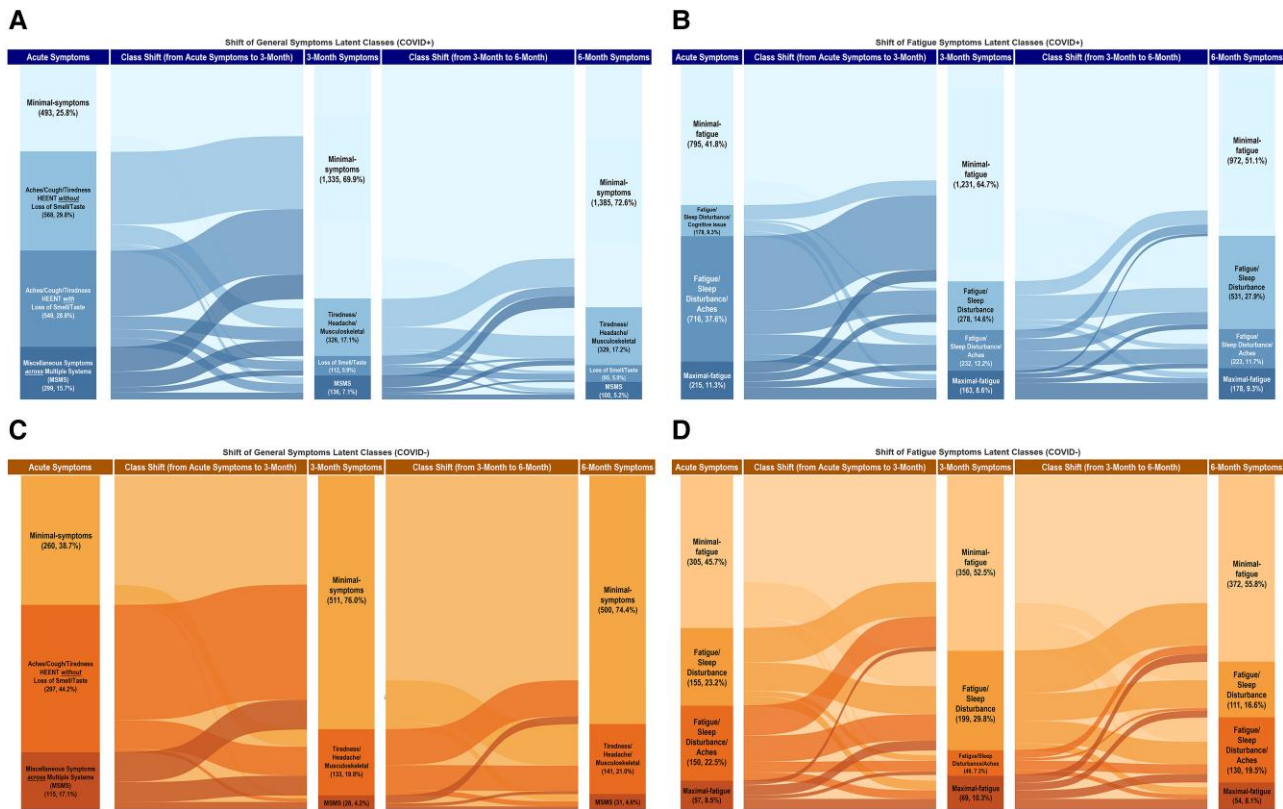 A
Shift of General Symptoms Latent Classes (COVID+)
Acute Symptoms
Class Shift (from Acute Symptoms to 3-Month)
3-Month Symptoms
Class Shift (from 3-Month to 6-Month)
6-Month Symptoms
Minimal-symptoms
(493, 25.8%)
Aches/Cough/Tiredness
HEENT without
Loss of Smell/Taste
(568, 29.8%)
Aches/Cough/Tiredness
HEENT with
Loss of Smell/Taste
(549, 28.8%)
Miscellaneous Symptoms
across Multiple Systems
(MSMS)
(299, 15.7%)
Minimal-
symptoms
(1,335, 69.9%)
Tiredness/
Headache/
Musculoskeletal
(326, 17.1%)
Loss of Smell/Taste
(112, 5.9%)
MSMS
(136, 7.1%)
Minimal-
symptoms
(1,385, 72.6%)
Tiredness/
Headache/
Musculoskeletal
(329, 17.2%)
Loss of Smell/Taste
(95, 5.0%)
MSMS
(100, 5.2%)
B
Shift of Fatigue Symptoms Latent Classes (COVID+)
Acute Symptoms
Class Shift (from Acute Symptoms to 3-Month)
3-Month Symptoms
Class Shift (from 3-Month to 6-Month)
6-Month Symptoms
Minimal-
fatigue
(795, 41.8%)
Fatigue/
Sleep Disturbance/
Cognitive issue
(178, 9.3%)
Fatigue/
Sleep
Disturbance/
Aches
(716, 37.6%)
Maximal-fatigue
(215, 11.3%)
Minimal-
fatigue
(1,231, 64.7%)
Fatigue/
Sleep
Disturbance
(278, 14.6%)
Fatigue/
Sleep Disturbance/
Aches
(232, 12.2%)
Maximal-fatigue
(163, 8.6%)
Minimal-
fatigue
(972, 51.1%)
Fatigue/
Sleep
Disturbance
(531, 27.9%)
Fatigue/
Sleep Disturbance/
Aches
(223, 11.7%)
Maximal-fatigue
(178, 9.3%)
C
Shift of General Symptoms Latent Classes (COVID-)
Acute Symptoms
Class Shift (from Acute Symptoms to 3-Month)
3-Month Symptoms
Class Shift (from 3-Month to 6-Month)
6-Month Symptoms
Minimal-symptoms
(260, 38.7%)
Aches/Cough/Tiredness
HEENT without
Loss of Smell/Taste
(297, 44.2%)
Miscellaneous Symptoms
across Multiple Systems
(MSMS)
(115, 17.1%)
Minimal-
symptoms
(511, 76.0%)
Tiredness/
Headache/
Musculoskeletal
(133, 19.8%)
MSMS (28, 4.2%)
Minimal-
symptoms
(500, 74.4%)
Tiredness/
Headache/
Musculoskeletal
(141, 21.0%)
MSMS (31, 4.6%)
D
Shift of Fatigue Symptoms Latent Classes (COVID-)
Acute Symptoms
Class Shift (from Acute Symptoms to 3-Month)
3-Month Symptoms
Class Shift (from 3-Month to 6-Month)
6-Month Symptoms
Minimal-
fatigue
(305, 45.7%)
Fatigue/
Sleep
Disturbance
(155, 23.2%)
Fatigue/
Sleep
Disturbance/
Aches
(150, 22.5%)
Maximal-fatigue
(57, 8.5%)
Minimal-
fatigue
(350, 52.5%)
Fatigue/
Sleep
Disturbance
(199, 29.8%)
Fatigue/Sleep
Disturbance/Aches
Maximal-fatigue
(69, 10.3%)
Minimal-
fatigue
(372, 55.8%)
Fatigue/
Sleep
Disturbance
(111, 16.6%)
Fatigue/
Sleep
Disturbance/
Aches
(130, 19.5%)
Maximal-fatigue
(54, 8.1%)